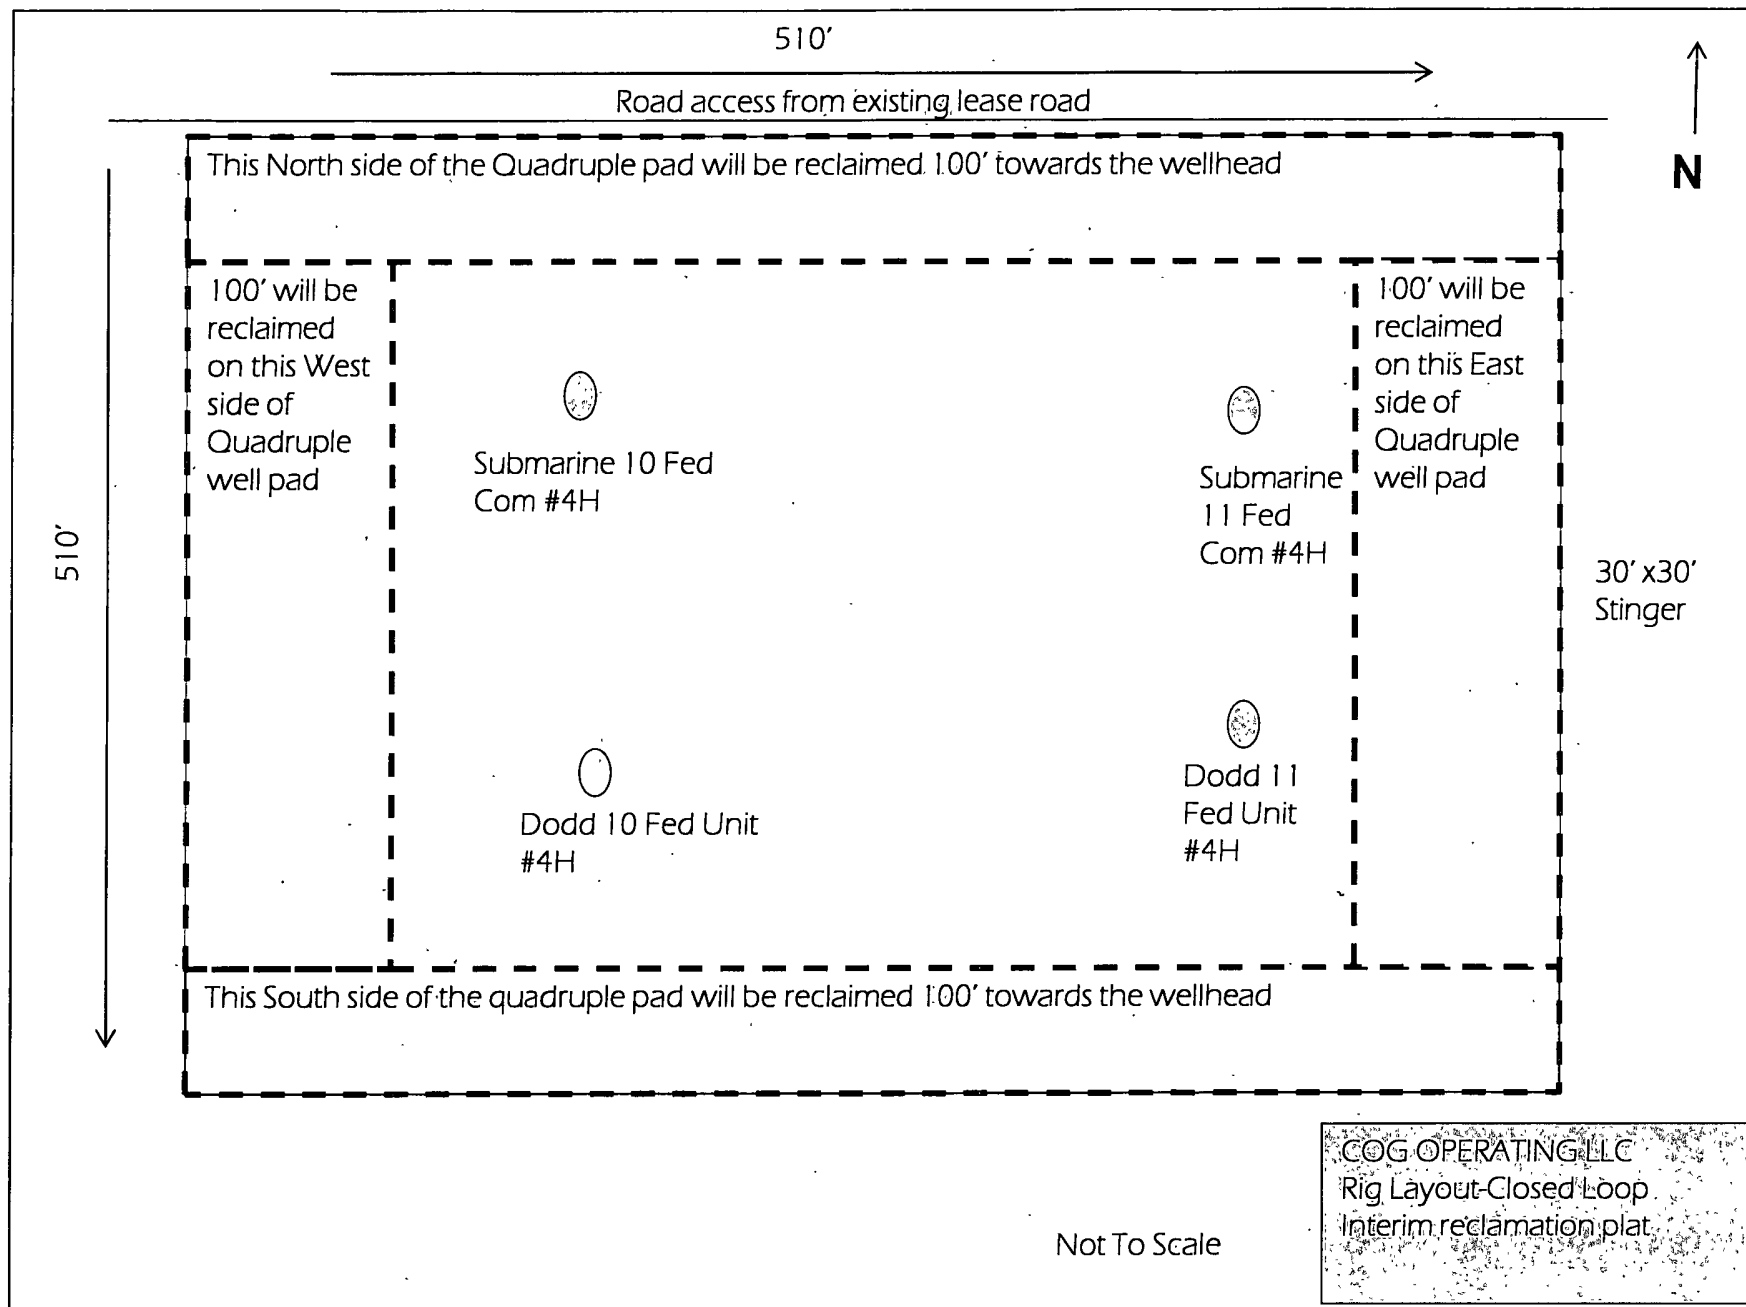 510'
Road access from existing lease road
N
This North side of the Quadruple pad will be reclaimed 100' towards the wellhead
510'
100' will be
reclaimed
on this West
side of
Quadruple
well pad
Submarine 10 Fed
Com #4H
Submarine
11 Fed
Com #4H
100' will be
reclaimed
on this East
side of
Quadruple
well pad
30' x30'
Stinger
Dodd 10 Fed Unit
#4H
Dodd 11
Fed Unit
#4H
This South side of the quadruple pad will be reclaimed 100' towards the wellhead
Not To Scale
COG OPERATING LLC
Rig Layout-Closed Loop
Interim reclamation plat